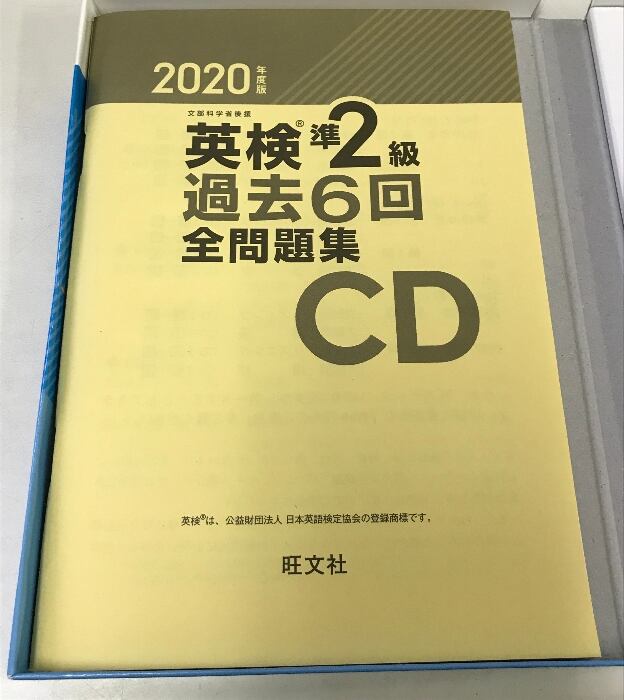 2020年度版
文部科学省後援
英検®準2級
過去6回
全問題集
CD
英検®は、公益財団法人 日本英語検定協会の登録商標です。
旺文社